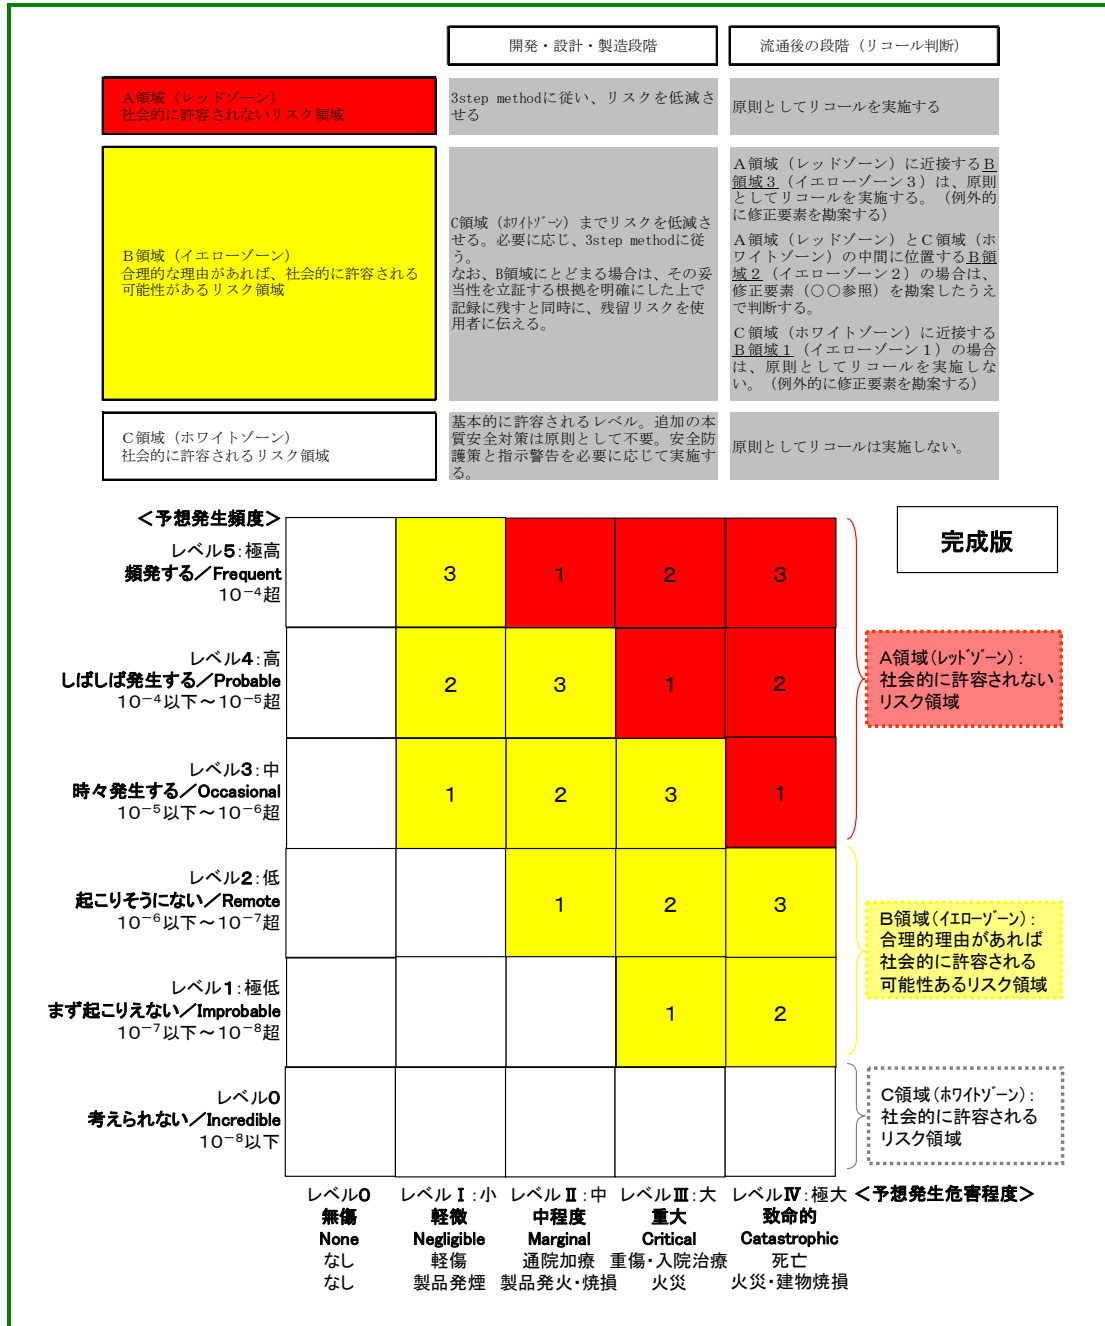 開発・設計・製造段階
流通後の段階（リコール判断）
A領域（レッドゾーン）
社会的に許容されないリスク領域
3step methodに従い、リスクを低減さ
せる
原則としてリコールを実施する
B領域（イエローゾーン）
合理的な理由があれば、社会的に許容される
可能性があるリスク領域
C領域（ﾎﾜｲﾄｿﾞｰﾝ）までリスクを低減さ
せる。必要に応じ、3step methodに従
う。
なお、B領域にとどまる場合は、その妥
当性を立証する根拠を明確にした上で
記録に残すと同時に、残留リスクを使
用者に伝える。
A領域（レッドゾーン）に近接するB
領域３（イエローゾーン３）は、原則
としてリコールを実施する。（例外的
に修正要素を勘案する）
A領域（レッドゾーン）とC領域（ホ
ワイトゾーン）の中間に位置するB領
域２（イエローゾーン２）の場合は、
修正要素（○○参照）を勘案したうえ
で判断する。
C領域（ホワイトゾーン）に近接する
B領域１（イエローゾーン１）の場合
は、原則としてリコールを実施しな
い。（例外的に修正要素を勘案する）
C領域（ホワイトゾーン）
社会的に許容されるリスク領域
基本的に許容されるレベル。追加の本
質安全対策は原則として不要。安全防
護策と指示警告を必要に応じて実施す
る。
原則としてリコールは実施しない。
＜予想発生頻度＞
完成版
レベル5：極高
頻発する／Frequent
10⁻⁴超
3 1 2 3
レベル4：高
しばしば発生する／Probable
10⁻⁴以下～10⁻⁵超
2 3 1 2
A領域（ﾚｯﾄﾞｿﾞｰﾝ）：
社会的に許容されない
リスク領域
レベル3：中
時々発生する／Occasional
10⁻⁵以下～10⁻⁶超
1 2 3 1
レベル2：低
起こりそうにない／Remote
10⁻⁶以下～10⁻⁷超
1 2 3
B領域（ｲｴﾛｰｿﾞｰﾝ）：
合理的理由があれば
社会的に許容される
可能性あるリスク領域
レベル1：極低
まず起こりえない／Improbable
10⁻⁷以下～10⁻⁸超
1 2
レベル0
考えられない／Incredible
10⁻⁸以下
C領域（ﾎﾜｲﾄｿﾞｰﾝ）：
社会的に許容される
リスク領域
レベル0 レベルⅠ：小 レベルⅡ：中 レベルⅢ：大 レベルⅣ：極大 ＜予想発生危害程度＞
無傷 軽微 中程度 重大 致命的
None Negligible Marginal Critical Catastrophic
なし 軽傷 通院加療 重傷・入院治療 死亡
なし 製品発煙 製品発火・焼損 火災 火災・建物焼損